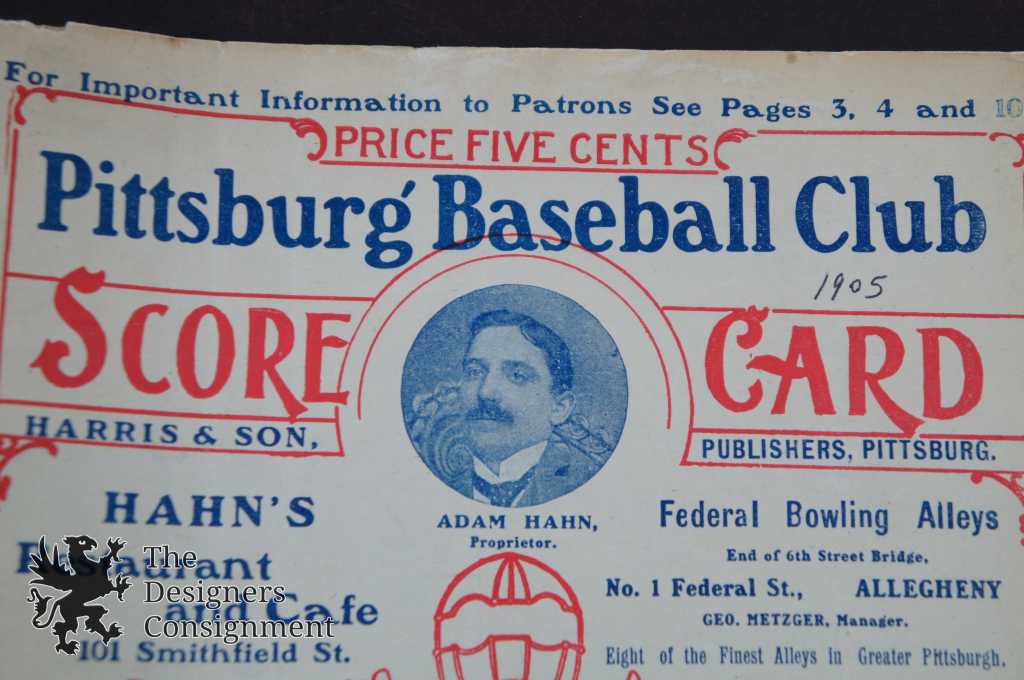 For Important Information to Patrons See Pages 3, 4 and 10
PRICE FIVE CENTS
Pittsburg Baseball Club
1905
SCORE CARD
HARRIS & SON,
PUBLISHERS, PITTSBURG.
ADAM HAHN,
Proprietor.
HAHN'S
Restaurant
and Cafe
101 Smithfield St.
Federal Bowling Alleys
End of 6th Street Bridge,
No. 1 Federal St., ALLEGHENY
GEO. METZGER, Manager.
Eight of the Finest Alleys in Greater Pittsburgh.
The
Designers
Consignment